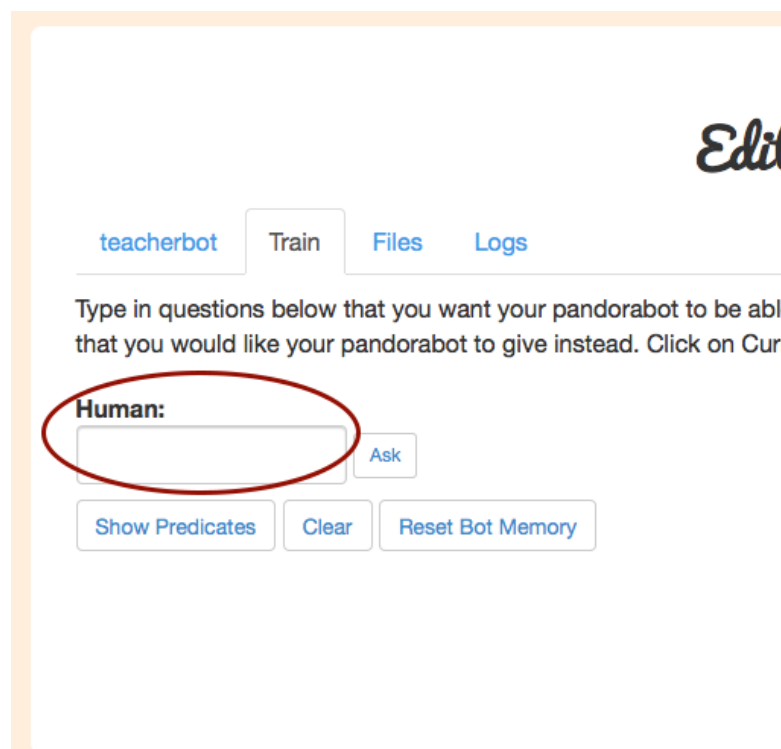 Edit
teacherbot Train Files Logs
Type in questions below that you want your pandorabot to be abl
that you would like your pandorabot to give instead. Click on Cur
Human:
Ask
Show Predicates Clear Reset Bot Memory